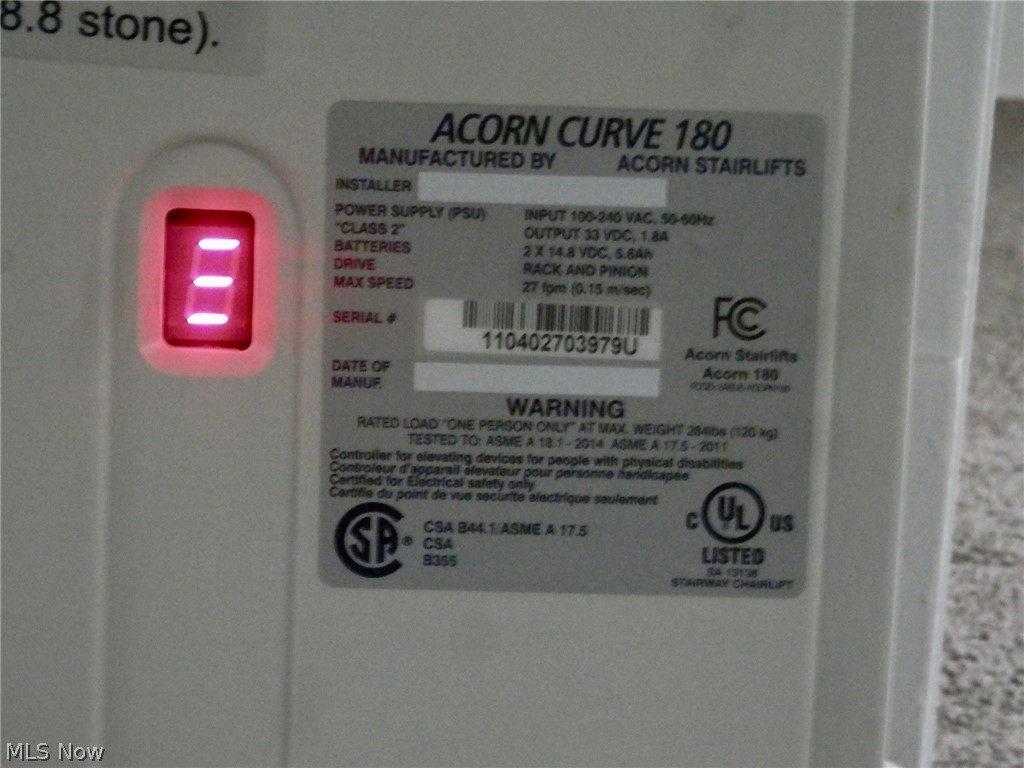 8.8 stone).
ACORN CURVE 180
MANUFACTURED BY ACORN STAIRLIFTS
INSTALLER
POWER SUPPLY (PSU) INPUT 100-240 VAC, 50-60Hz
"CLASS 2" OUTPUT 33 VDC, 1.8A
BATTERIES 2 X 14.8 VDC, 5.6Ah
DRIVE RACK AND PINION
MAX SPEED 27 fpm (0.15 m/sec)
SERIAL # 110402703979U
FC
Acorn Stairlifts
Acorn 180
DATE OF
MANUF.
WARNING
RATED LOAD "ONE PERSON ONLY" AT MAX. WEIGHT 264lbs (120 kg)
TESTED TO: ASME A 18.1 - 2014 ASME A 17.5 - 2011
Controller for elevating devices for people with physical disabilities
Controleur d'appareil elevateur pour personne handicapee
Certified for Electrical safety only
Certifie du point de vue securite electrique seulement
SA ® CSA B44.1/ASME A 17.5
CSA
B355
C UL US
LISTED
SA 13138
STAIRWAY CHAIRLIFT
MLS Now